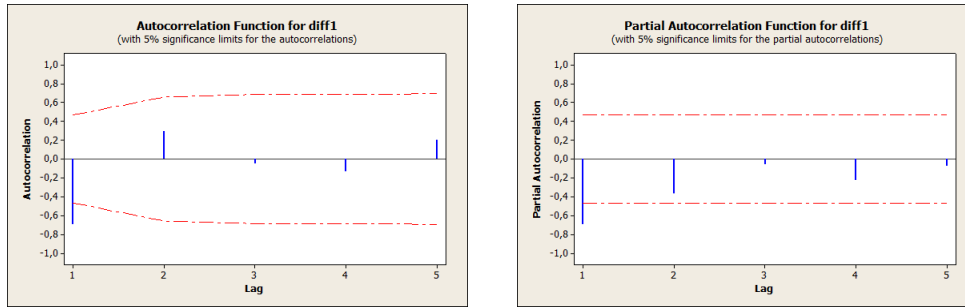 Autocorrelation Function for diff1
(with 5% significance limits for the autocorrelations)
1,0
0,8
0,6
0,4
0,2
0,0
-0,2
-0,4
-0,6
-0,8
-1,0
Autocorrelation
1 2 3 4 5
Lag
Partial Autocorrelation Function for diff1
(with 5% significance limits for the partial autocorrelations)
1,0
0,8
0,6
0,4
0,2
0,0
-0,2
-0,4
-0,6
-0,8
-1,0
Partial Autocorrelation
1 2 3 4 5
Lag